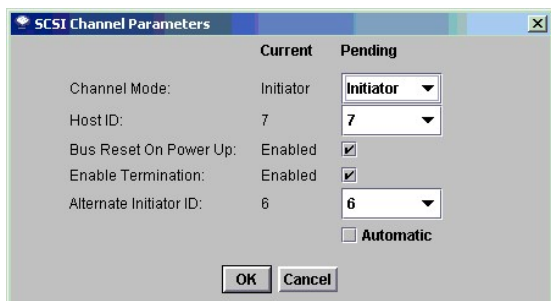 SCSI Channel Parameters
Current Pending
Channel Mode: Initiator Initiator
Host ID: 7 7
Bus Reset On Power Up: Enabled
Enable Termination: Enabled
Alternate Initiator ID: 6 6
Automatic
OK Cancel